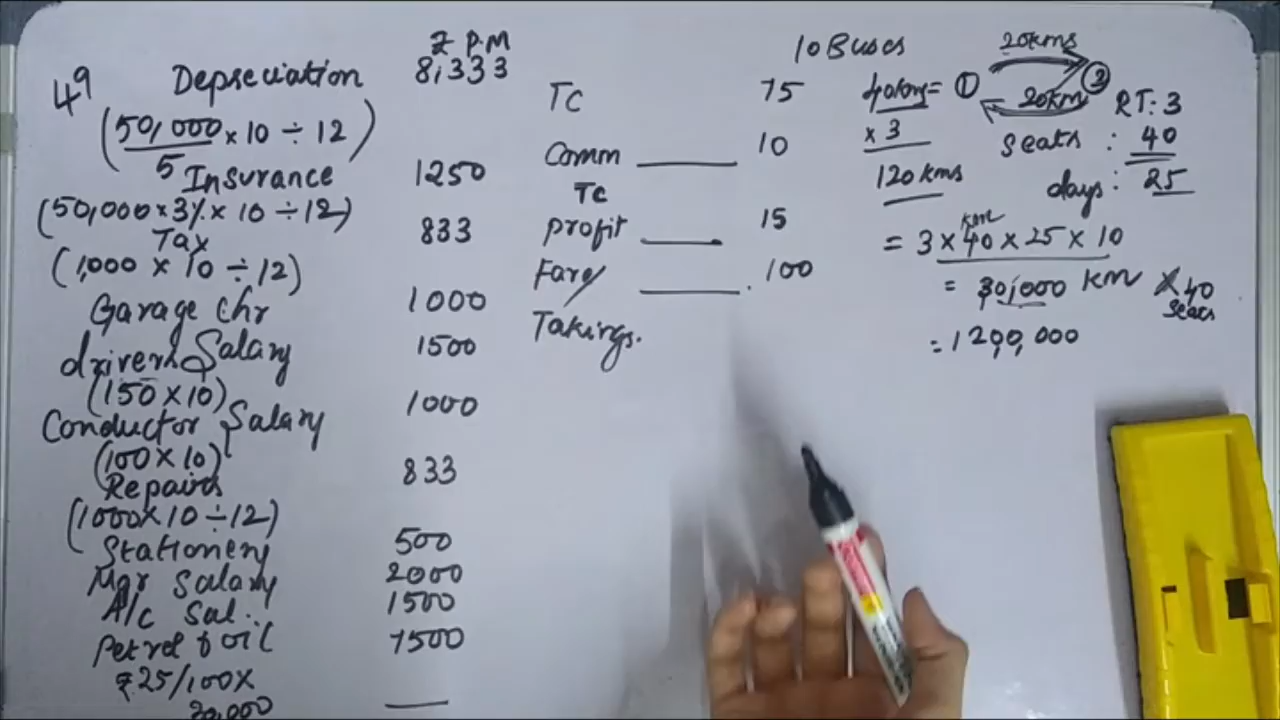 49
₹ P.M
Depreciation 8,333
(50,000 × 10 ÷ 12)
5
Insurance 1250
(50,000 × 3% × 10 ÷ 12)
Tax 833
(1,000 × 10 ÷ 12)
Garage Chr 1000
drivers Salary 1500
(150 × 10)
Conductor Salary 1000
(100 × 10)
Repairs 833
(1000 × 10 ÷ 12)
Stationery 500
Mgr Salary 2000
A/c Sal. 1500
Petrol & oil 7500
₹25/100×
30,000
TC 75
Comm 10
TC
profit 15
Fare/ 100
Takings.
10 Buses
20kms
① ②
20km
RT: 3
= 
× 3
120 kms
seats : 40
days : 25
km
= 3 × 40 × 25 × 10
= 30,000 KM × 40
seats
= 1200,000